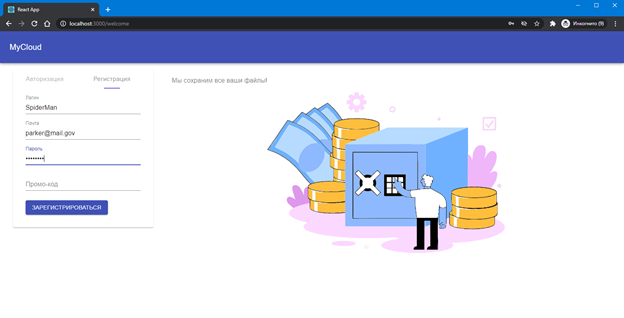 React App
localhost:3000/welcome
Инкогнито (9)
MyCloud
Авторизация
Регистрация
Мы сохраним все ваши файлы!
Логин
SpiderMan
Почта
parker@mail.gov
Пароль
••••••••
Промо-код
ЗАРЕГИСТРИРОВАТЬСЯ